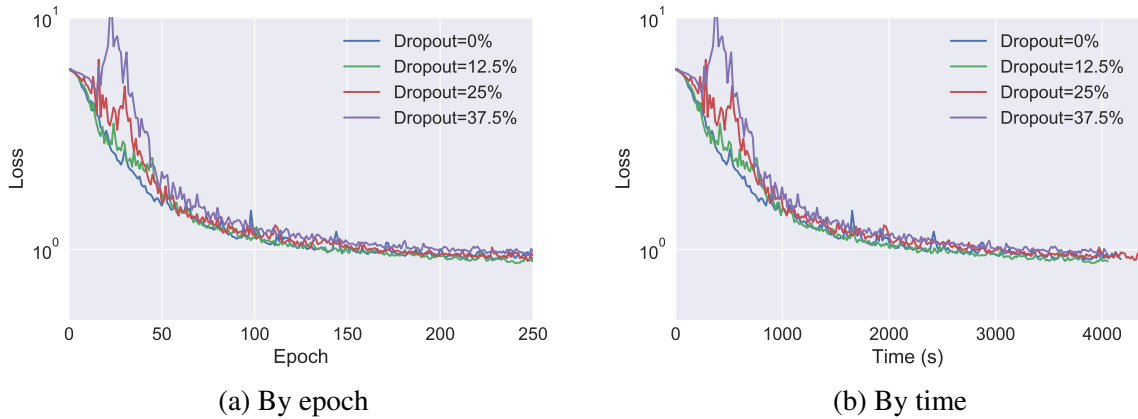 10^1
Loss
10^0
Dropout=0%
Dropout=12.5%
Dropout=25%
Dropout=37.5%
0 50 100 150 200 250
Epoch
(a) By epoch
10^1
Loss
10^0
Dropout=0%
Dropout=12.5%
Dropout=25%
Dropout=37.5%
0 1000 2000 3000 4000
Time (s)
(b) By time